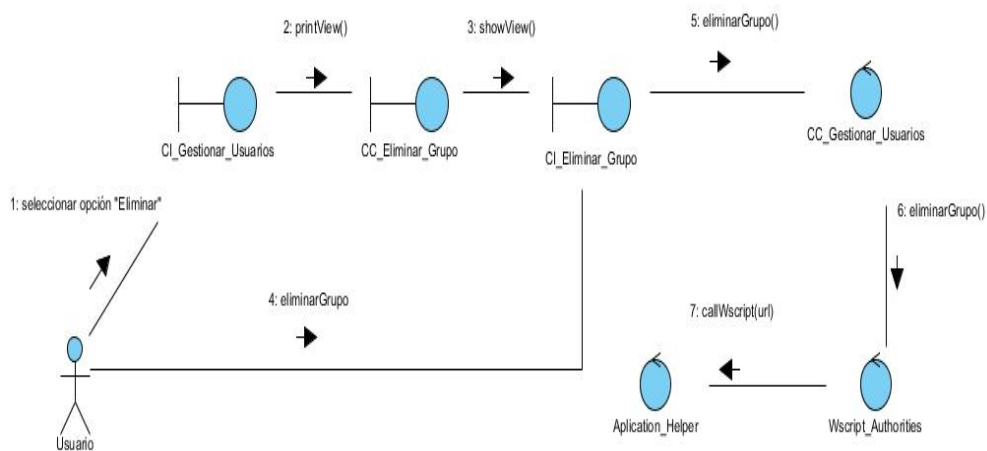 2: printView()
3: showView()
5: eliminarGrupo()
CI_Gestionar_Usuarios
CC_Eliminar_Grupo
CI_Eliminar_Grupo
CC_Gestionar_Usuarios
1: seleccionar opción "Eliminar"
6: eliminarGrupo()
4: eliminarGrupo
7: callWscript(url)
Usuario
Aplication_Helper
Wscript_Authorities